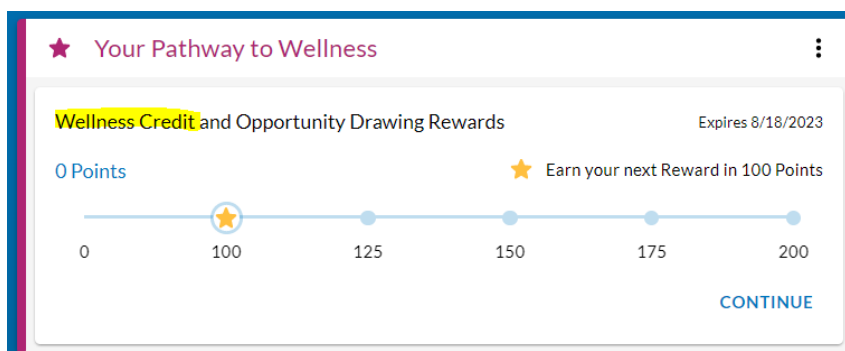 Your Pathway to Wellness
Wellness Credit and Opportunity Drawing Rewards
Expires 8/18/2023
0 Points
Earn your next Reward in 100 Points
0 100 125 150 175 200
CONTINUE